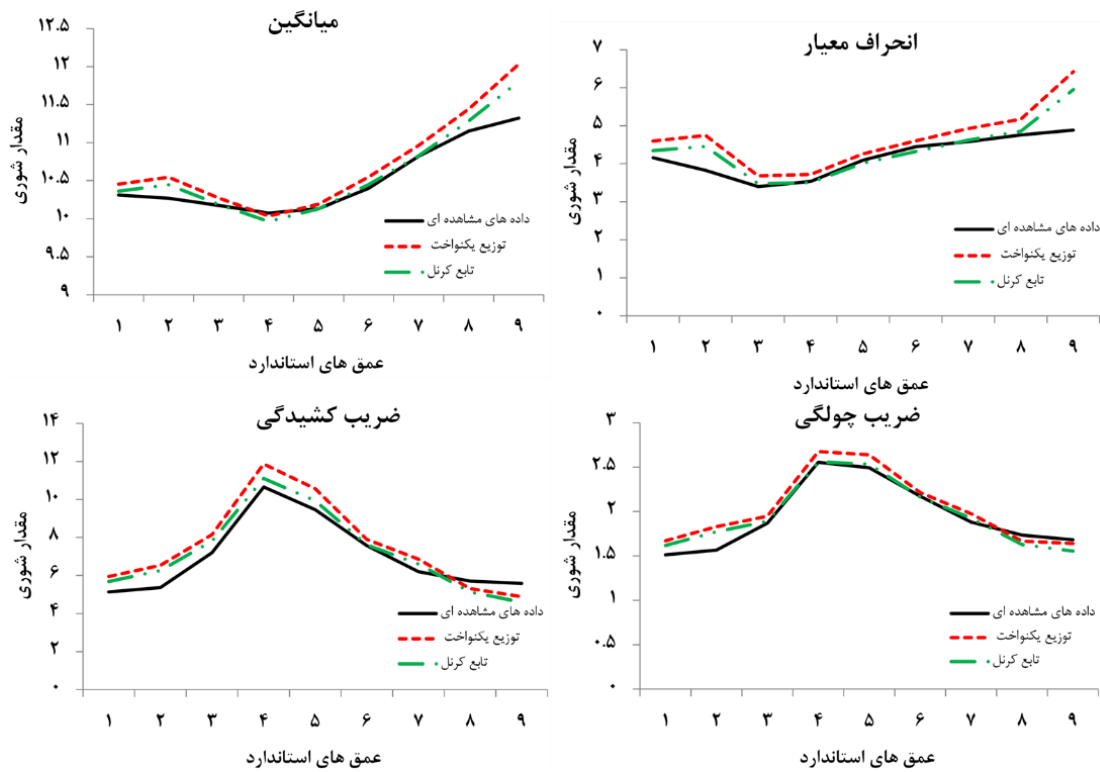 میانگین
۱۲.۵
۱۲
۱۱.۵
۱۱
۱۰.۵
۱۰
۹.۵
۹
مقدار شوری
داده های مشاهده ای
توزیع یکنواخت
تابع کرنل
۱ ۲ ۳ ۴ ۵ ۶ ۷ ۸ ۹
عمق های استاندارد
انحراف معیار
۷
۶
۵
۴
۳
۲
۱
۰
مقدار شوری
داده های مشاهده ای
توزیع یکنواخت
تابع کرنل
۱ ۲ ۳ ۴ ۵ ۶ ۷ ۸ ۹
عمق های استاندارد
ضریب کشیدگی
۱۴
۱۲
۱۰
۸
۶
۴
۲
۰
مقدار شوری
داده های مشاهده ای
توزیع یکنواخت
تابع کرنل
۱ ۲ ۳ ۴ ۵ ۶ ۷ ۸ ۹
عمق های استاندارد
ضریب چولگی
۳
۲.۵
۲
۱.۵
۱
۰.۵
۰
مقدار شوری
داده های مشاهده ای
توزیع یکنواخت
تابع کرنل
۱ ۲ ۳ ۴ ۵ ۶ ۷ ۸ ۹
عمق های استاندارد